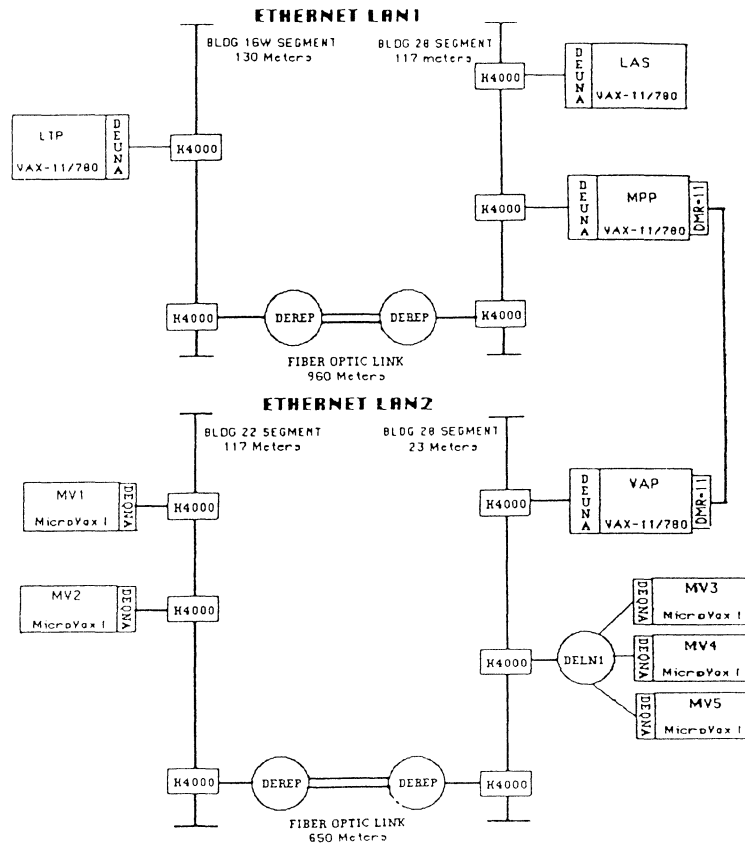 ETHERNET LAN1
BLDG 16W SEGMENT
130 Meters
BLDG 28 SEGMENT
117 meters
H4000
DEUNA
LAS
VAX-11/780
LTP
VAX-11/780
DEUNA
H4000
H4000
DEUNA
MPP
VAX-11/780
DMR-11
H4000
DEREP
DEREP
H4000
FIBER OPTIC LINK
960 Meters
ETHERNET LAN2
BLDG 22 SEGMENT
117 Meters
BLDG 28 SEGMENT
23 Meters
MV1
MicroVax I
DEQNA
H4000
H4000
DEUNA
VAP
VAX-11/780
DMR-11
MV2
MicroVax I
DEQNA
H4000
DEQNA
MV3
MicroVax I
H4000
DELN1
DEQNA
MV4
MicroVax I
DEQNA
MV5
MicroVax I
H4000
DEREP
DEREP
H4000
FIBER OPTIC LINK
650 Meters